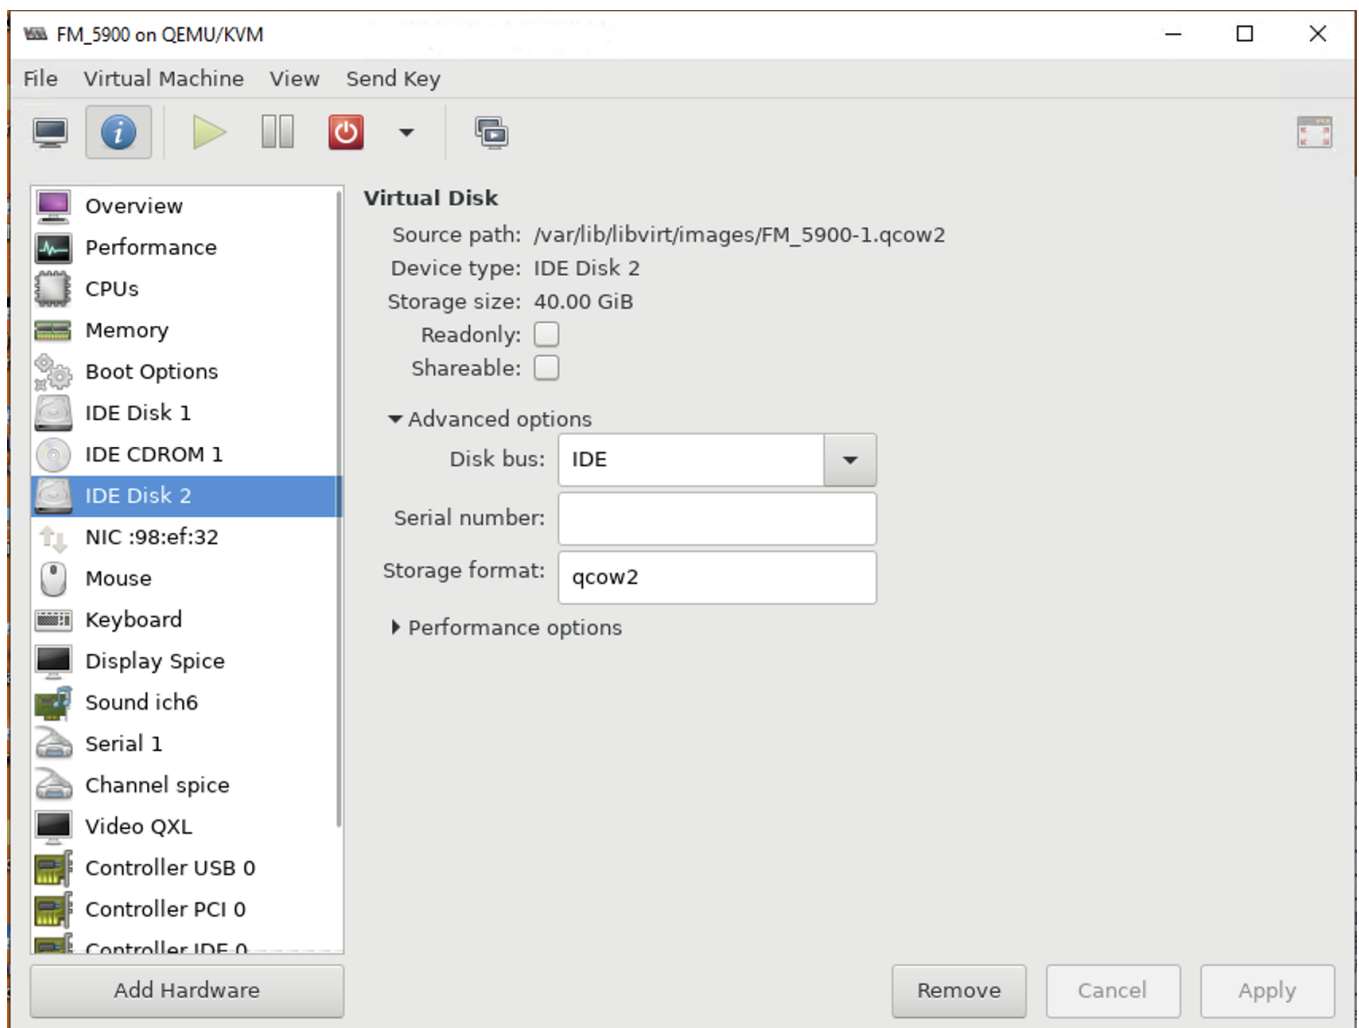 FM_5900 on QEMU/KVM
File Virtual Machine View Send Key
Overview
Performance
CPUs
Memory
Boot Options
IDE Disk 1
IDE CDROM 1
IDE Disk 2
NIC :98:ef:32
Mouse
Keyboard
Display Spice
Sound ich6
Serial 1
Channel spice
Video QXL
Controller USB 0
Controller PCI 0
Controller IDE 0
Add Hardware
Virtual Disk
Source path: /var/lib/libvirt/images/FM_5900-1.qcow2
Device type: IDE Disk 2
Storage size: 40.00 GiB
Readonly:
Shareable:
Advanced options
Disk bus: IDE
Serial number:
Storage format: qcow2
Performance options
Remove Cancel Apply